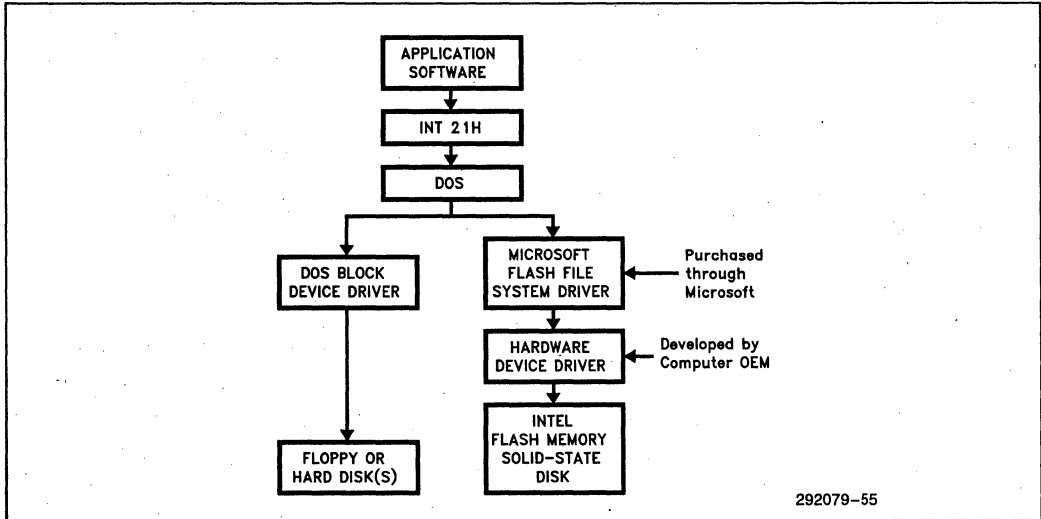 APPLICATION
SOFTWARE
INT 21H
DOS
DOS BLOCK
DEVICE DRIVER
MICROSOFT
FLASH FILE
SYSTEM DRIVER
Purchased
through
Microsoft
HARDWARE
DEVICE DRIVER
Developed by
Computer OEM
FLOPPY OR
HARD DISK(S)
INTEL
FLASH MEMORY
SOLID-STATE
DISK
292079-55